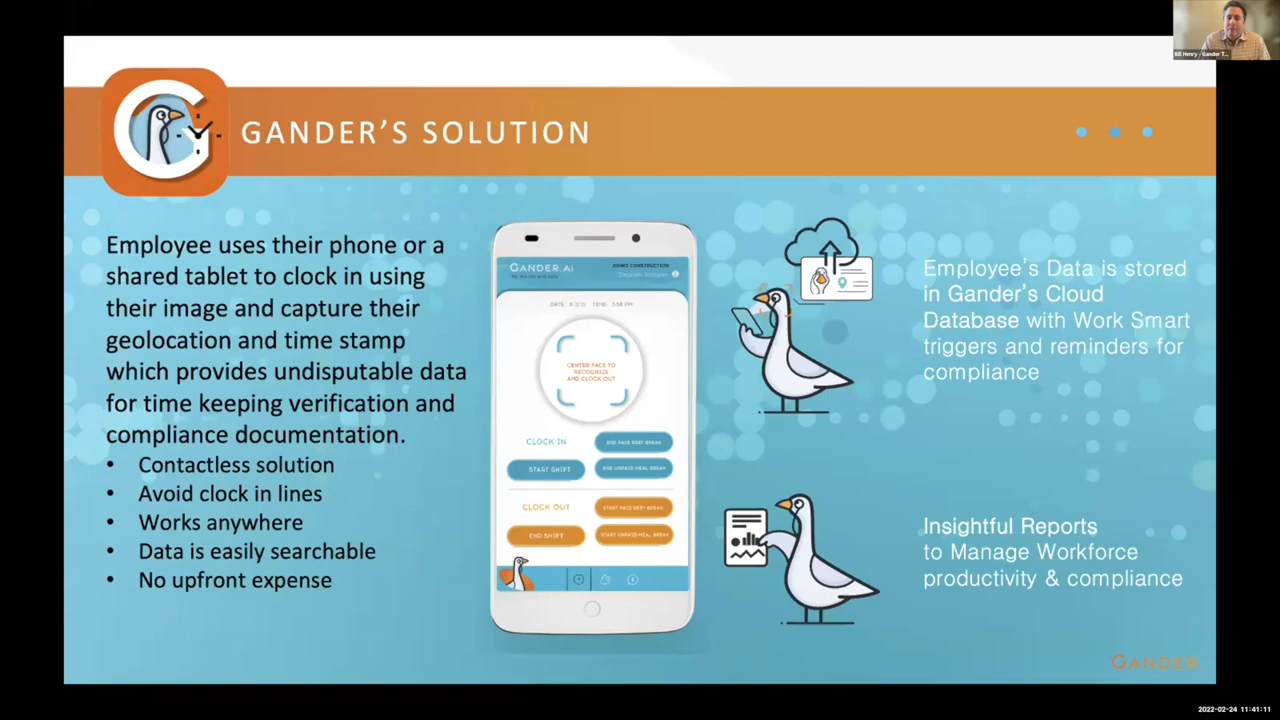 Bill Henry - Gander T...
GANDER'S SOLUTION
Employee uses their phone or a
shared tablet to clock in using
their image and capture their
geolocation and time stamp
which provides undisputable data
for time keeping verification and
compliance documentation.
• Contactless solution
• Avoid clock in lines
• Works anywhere
• Data is easily searchable
• No upfront expense
GANDER.AI
JOHNS CONSTRUCTION
CENTER FACE TO
RECOGNIZE
AND CLOCK OUT
CLOCK IN
END PAID REST BREAK
START SHIFT
END UNPAID MEAL BREAK
CLOCK OUT
START PAID REST BREAK
END SHIFT
START UNPAID MEAL BREAK
Employee's Data is stored
in Gander's Cloud
Database with Work Smart
triggers and reminders for
compliance
Insightful Reports
to Manage Workforce
productivity & compliance
GANDER
2022-02-24 11:41:11